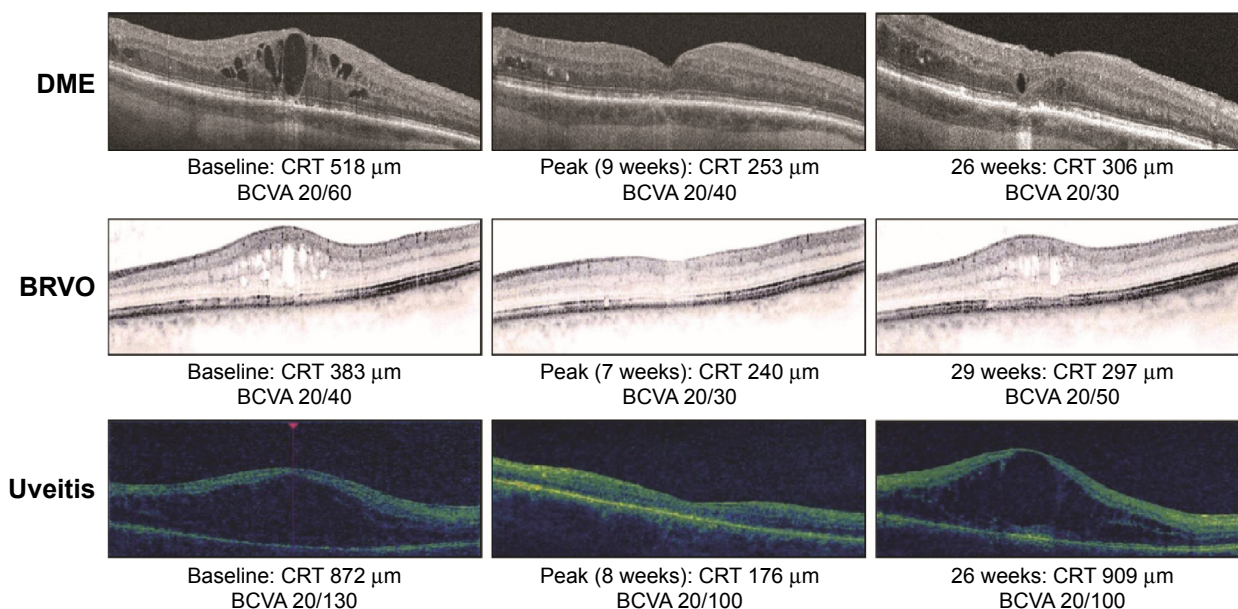 DME
Baseline: CRT 518 μm
BCVA 20/60
Peak (9 weeks): CRT 253 μm
BCVA 20/40
26 weeks: CRT 306 μm
BCVA 20/30
BRVO
Baseline: CRT 383 μm
BCVA 20/40
Peak (7 weeks): CRT 240 μm
BCVA 20/30
29 weeks: CRT 297 μm
BCVA 20/50
Uveitis
Baseline: CRT 872 μm
BCVA 20/130
Peak (8 weeks): CRT 176 μm
BCVA 20/100
26 weeks: CRT 909 μm
BCVA 20/100